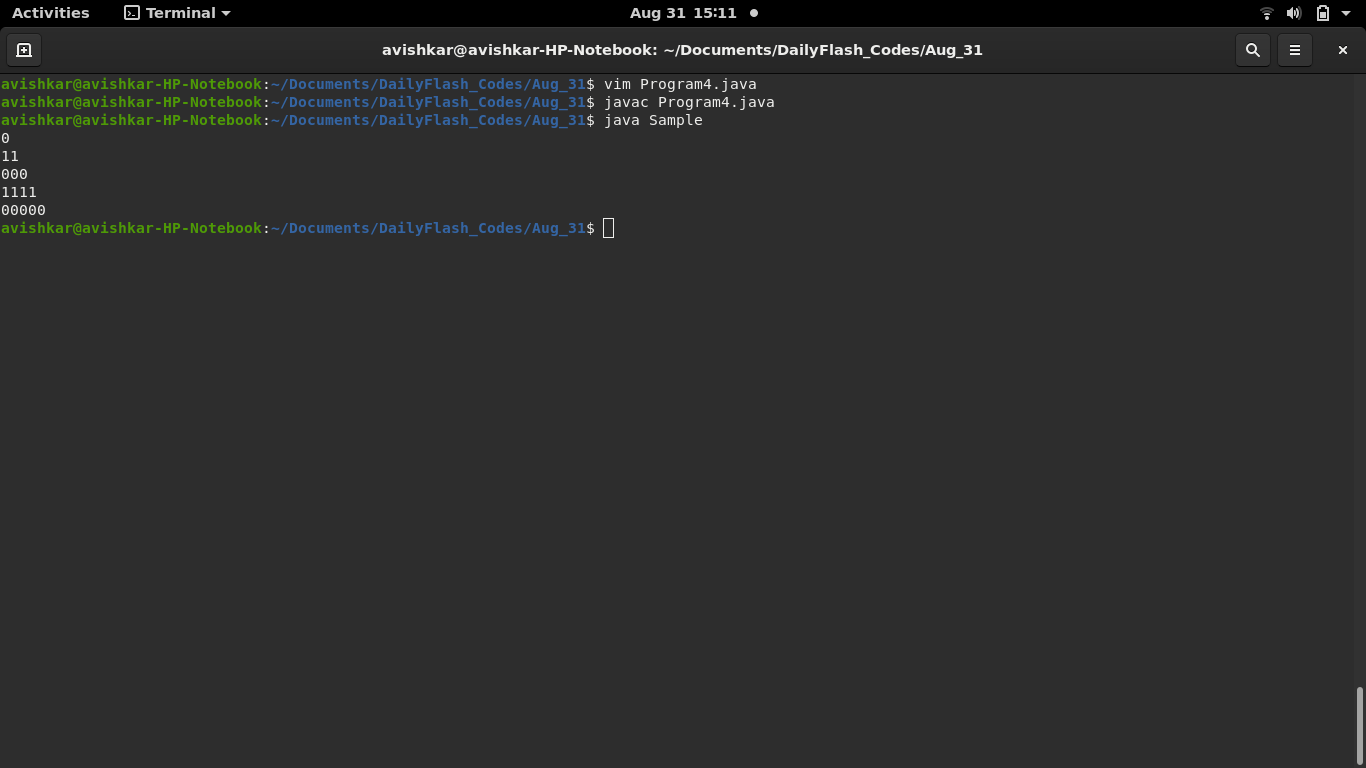 Activities Terminal Aug 31 15:11
avishkar@avishkar-HP-Notebook: ~/Documents/DailyFlash_Codes/Aug_31
avishkar@avishkar-HP-Notebook:~/Documents/DailyFlash_Codes/Aug_31$ vim Program4.java
avishkar@avishkar-HP-Notebook:~/Documents/DailyFlash_Codes/Aug_31$ javac Program4.java
avishkar@avishkar-HP-Notebook:~/Documents/DailyFlash_Codes/Aug_31$ java Sample
0
11
000
1111
00000
avishkar@avishkar-HP-Notebook:~/Documents/DailyFlash_Codes/Aug_31$